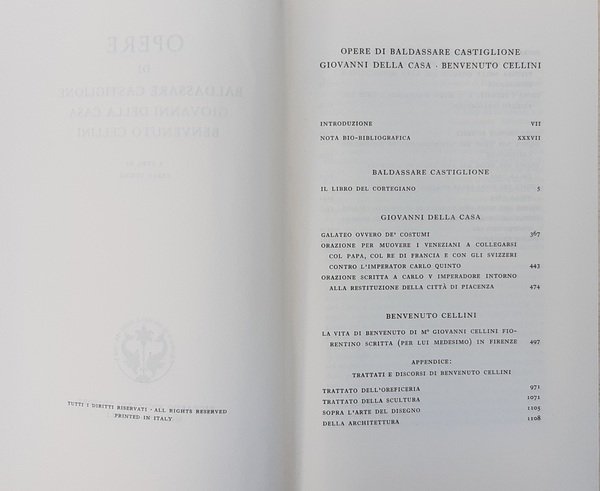 TUTTI I DIRITTI RISERVATI · ALL RIGHTS RESERVED
PRINTED IN ITALY
OPERE DI BALDASSARE CASTIGLIONE
GIOVANNI DELLA CASA · BENVENUTO CELLINI
INTRODUZIONE VII
NOTA BIO-BIBLIOGRAFICA XXXVII
BALDASSARE CASTIGLIONE
IL LIBRO DEL CORTEGIANO 5
GIOVANNI DELLA CASA
GALATEO OVVERO DE' COSTUMI 367
ORAZIONE PER MUOVERE I VENEZIANI A COLLEGARSI
COL PAPA, COL RE DI FRANCIA E CON GLI SVIZZERI
CONTRO L'IMPERATOR CARLO QUINTO 443
ORAZIONE SCRITTA A CARLO V IMPERADORE INTORNO
ALLA RESTITUZIONE DELLA CITTÀ DI PIACENZA 474
BENVENUTO CELLINI
LA VITA DI BENVENUTO DI Mº GIOVANNI CELLINI FIO-
RENTINO SCRITTA (PER LUI MEDESIMO) IN FIRENZE 497
APPENDICE:
TRATTATI E DISCORSI DI BENVENUTO CELLINI
TRATTATO DELL'OREFICERIA 971
TRATTATO DELLA SCULTURA 1071
SOPRA L'ARTE DEL DISEGNO 1105
DELLA ARCHITETTURA 1108